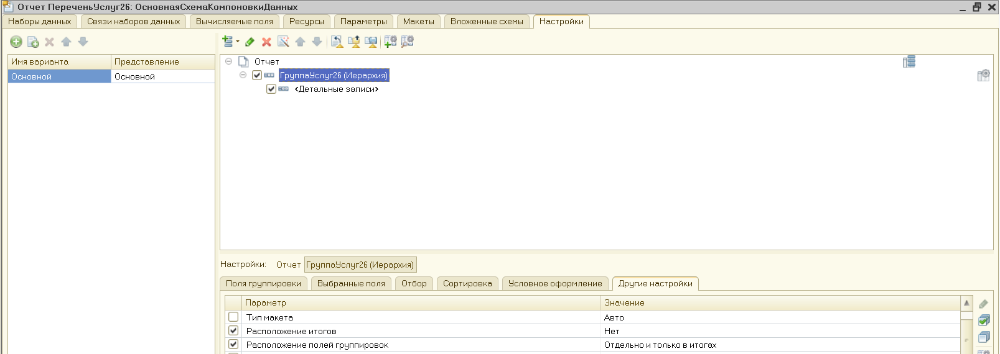 Отчет ПереченьУслуг26: ОсновнаяСхемаКомпоновкиДанных
Наборы данных Связи наборов данных Вычисляемые поля Ресурсы Параметры Макеты Вложенные схемы Настройки
Имя варианта Представление
Основной Основной
Отчет
ГруппаУслуг26 (Иерархия)
<Детальные записи>
Настройки: Отчет ГруппаУслуг26 (Иерархия)
Поля группировки Выбранные поля Отбор Сортировка Условное оформление Другие настройки
Параметр Значение
Тип макета Авто
Расположение итогов Нет
Расположение полей группировок Отдельно и только в итогах